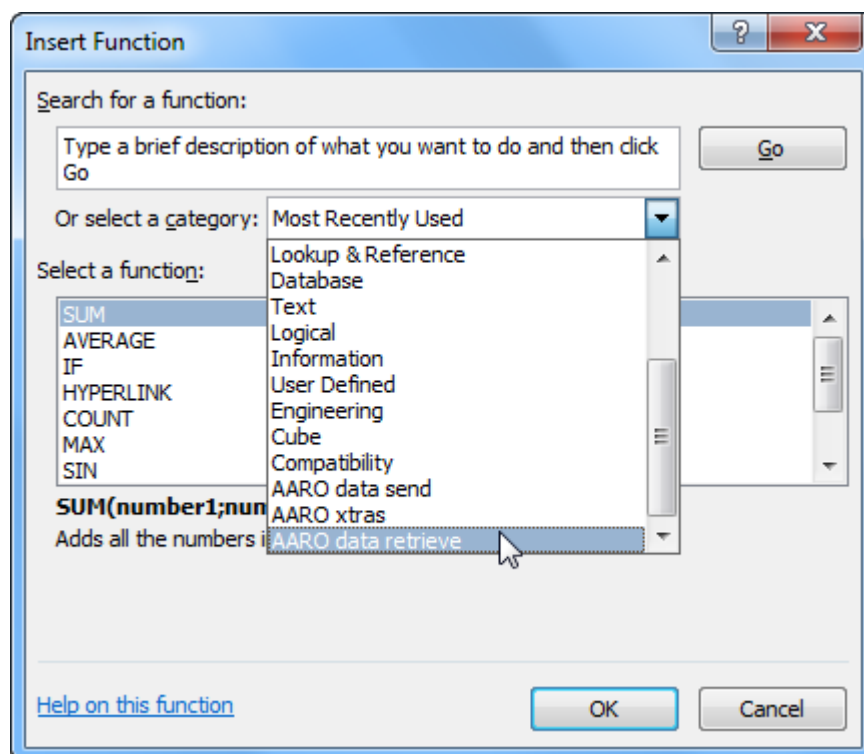 Insert Function
Search for a function:
Type a brief description of what you want to do and then click
Go
Go
Or select a category:
Most Recently Used
Lookup & Reference
Database
Text
Logical
Information
User Defined
Engineering
Cube
Compatibility
AARO data send
AARO xtras
AARO data retrieve
Select a function:
SUM
AVERAGE
IF
HYPERLINK
COUNT
MAX
SIN
SUM(number1;num
Adds all the numbers i
Help on this function
OK
Cancel